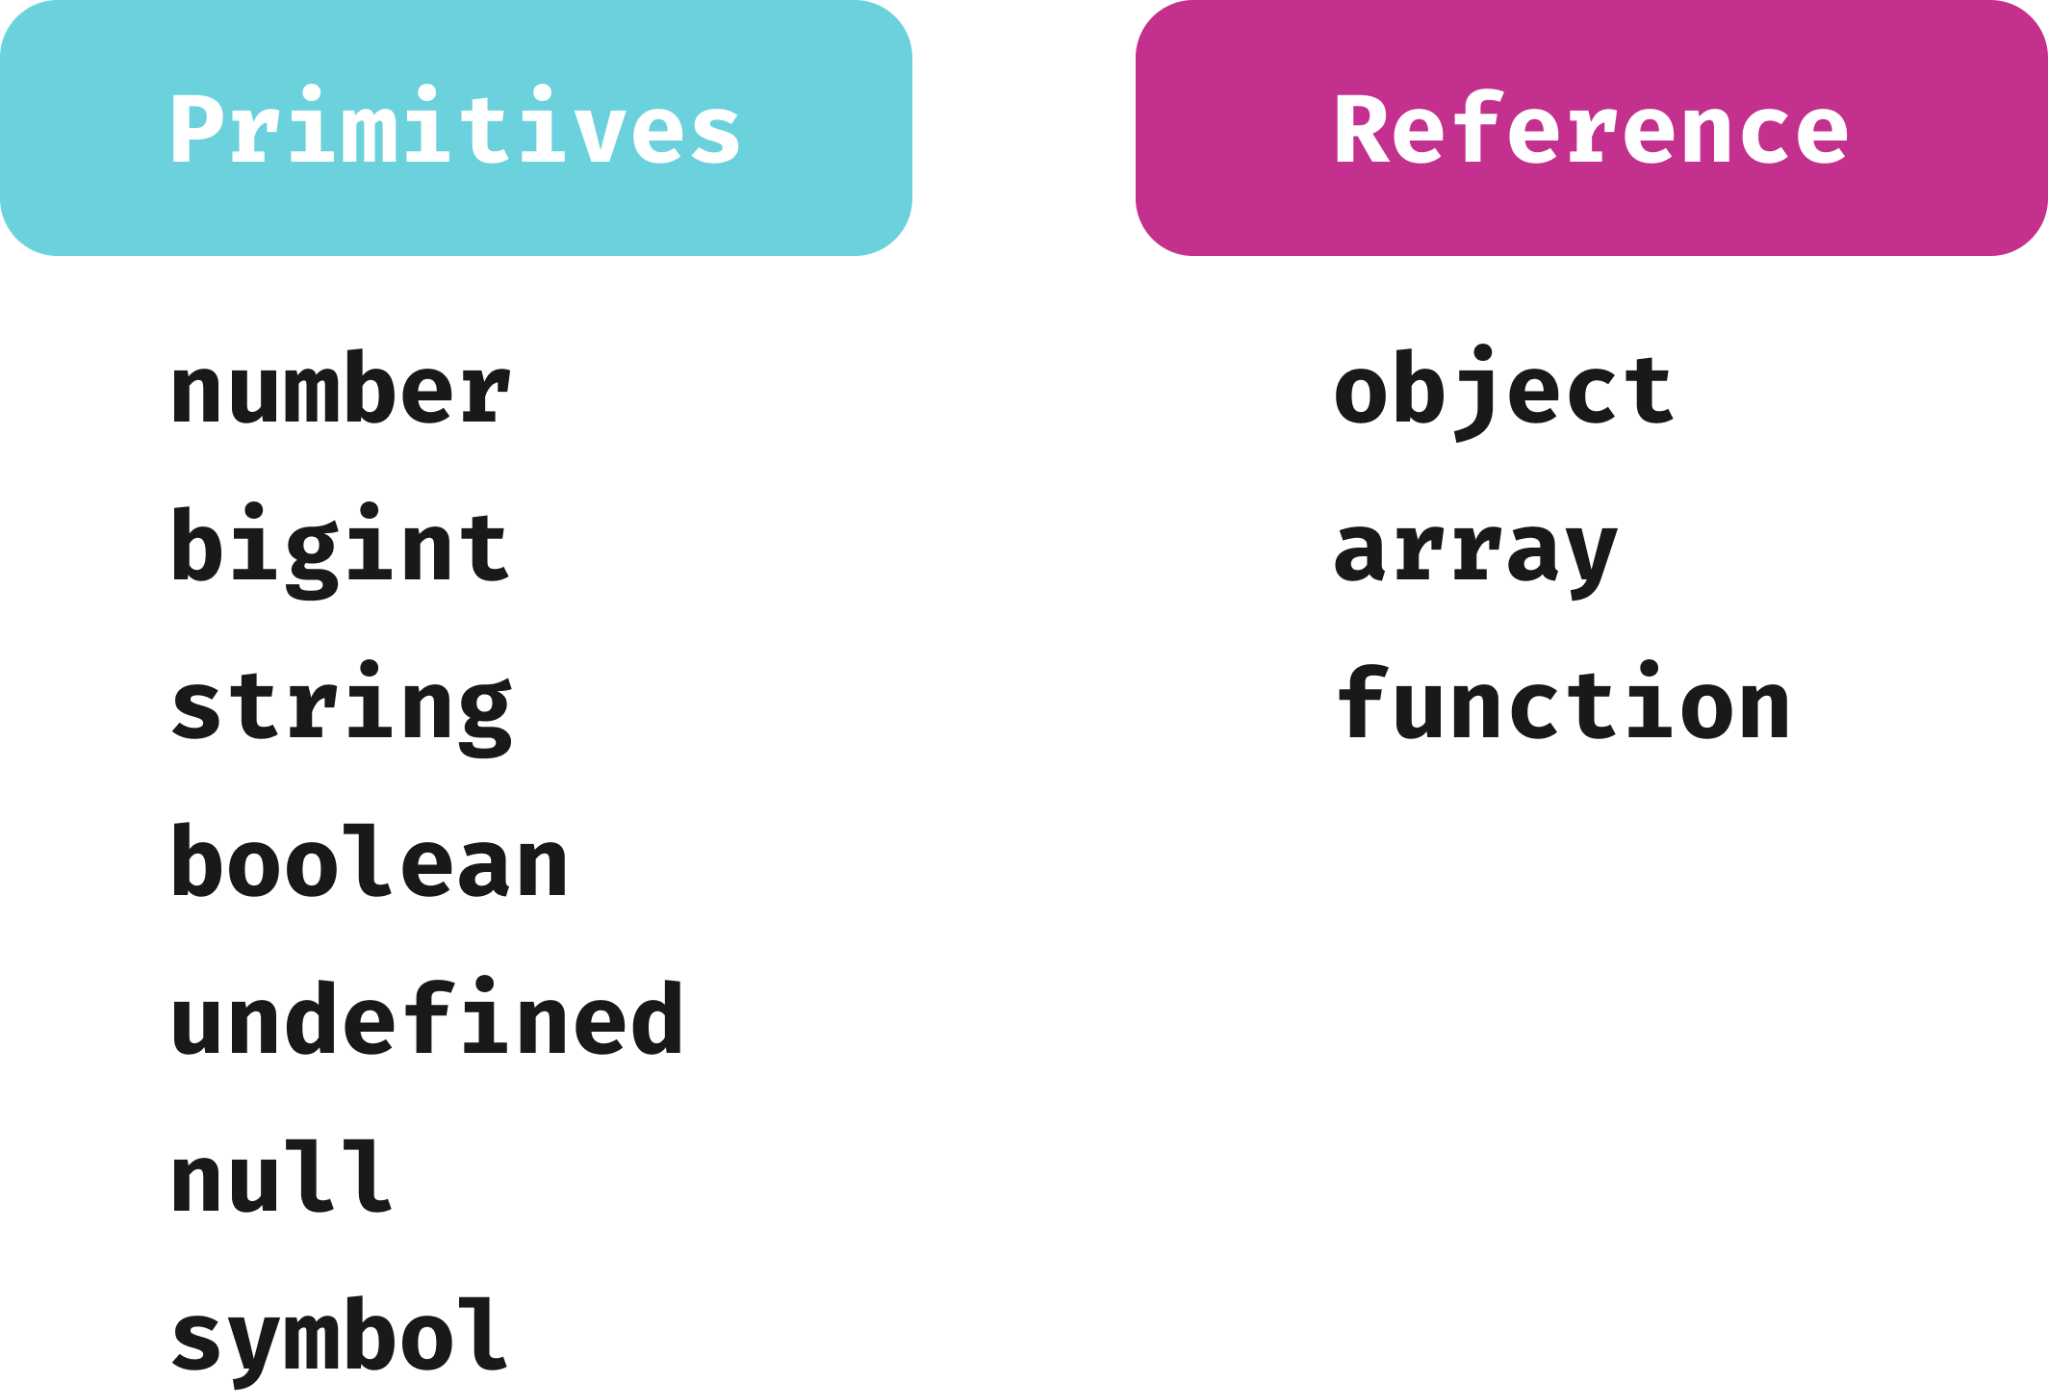 Primitives
number
bigint
string
boolean
undefined
null
symbol
Reference
object
array
function